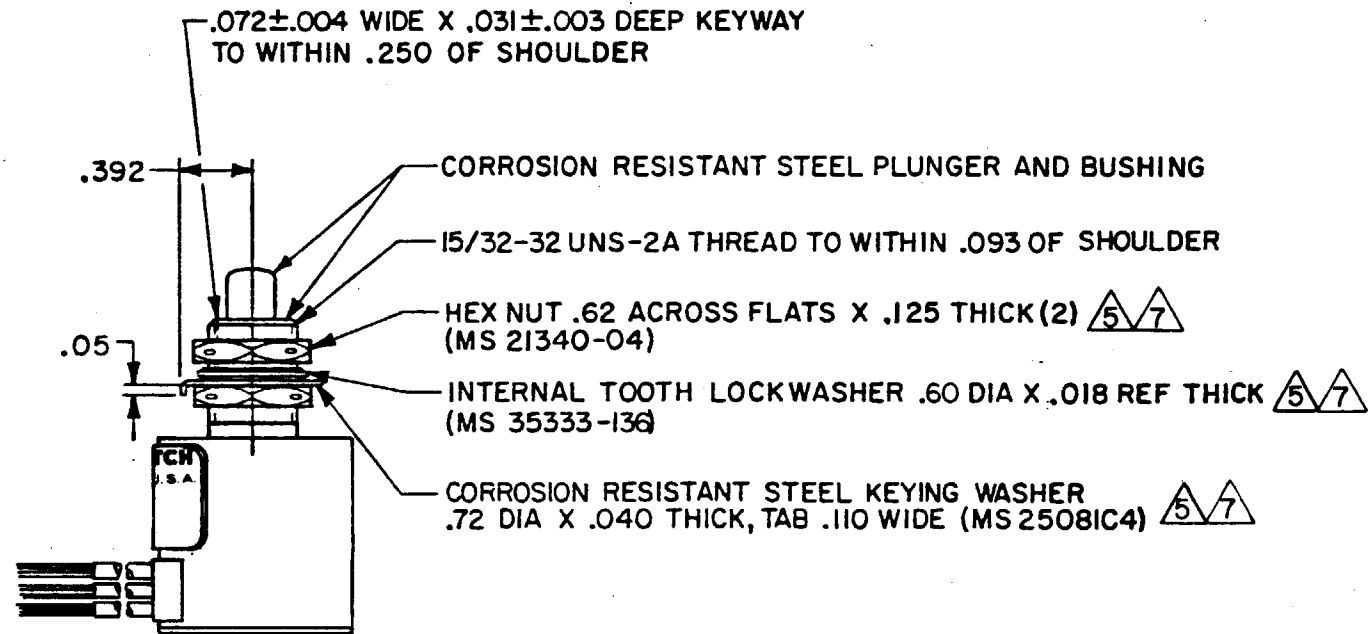 .072±.004 WIDE X .031±.003 DEEP KEYWAY
TO WITHIN .250 OF SHOULDER
.392
CORROSION RESISTANT STEEL PLUNGER AND BUSHING
15/32-32 UNS-2A THREAD TO WITHIN .093 OF SHOULDER
HEX NUT .62 ACROSS FLATS X .125 THICK (2) 5 7
(MS 21340-04)
.05
INTERNAL TOOTH LOCKWASHER .60 DIA X .018 REF THICK 5 7
(MS 35333-136)
TCH
U.S.A.
CORROSION RESISTANT STEEL KEYING WASHER
.72 DIA X .040 THICK, TAB .110 WIDE (MS 25081C4) 5 7